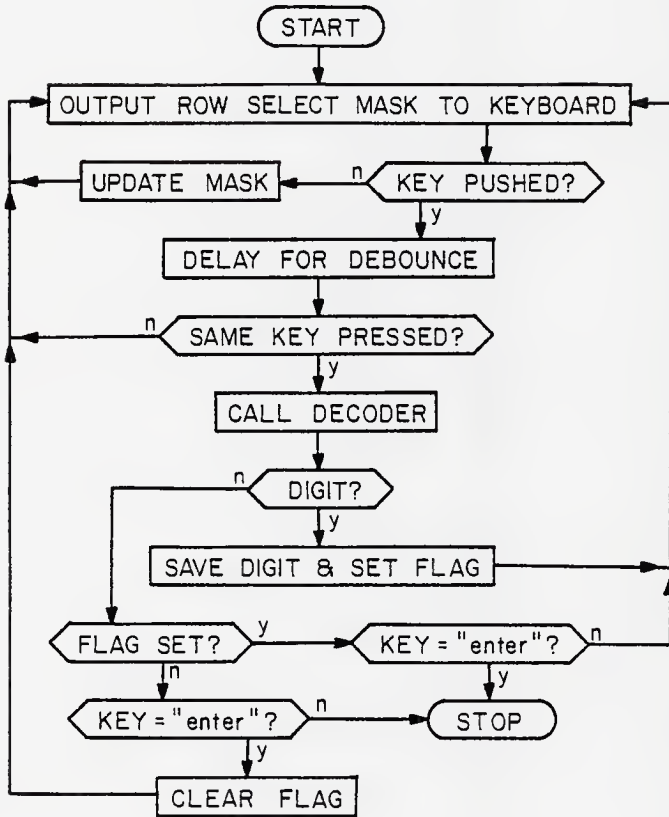 START
OUTPUT ROW SELECT MASK TO KEYBOARD
UPDATE MASK
n
KEY PUSHED?
y
DELAY FOR DEBOUNCE
n
SAME KEY PRESSED?
y
CALL DECODER
n
DIGIT?
y
SAVE DIGIT & SET FLAG
FLAG SET?
y
KEY = "enter"?
n
n
y
KEY = "enter"?
n
STOP
y
CLEAR FLAG